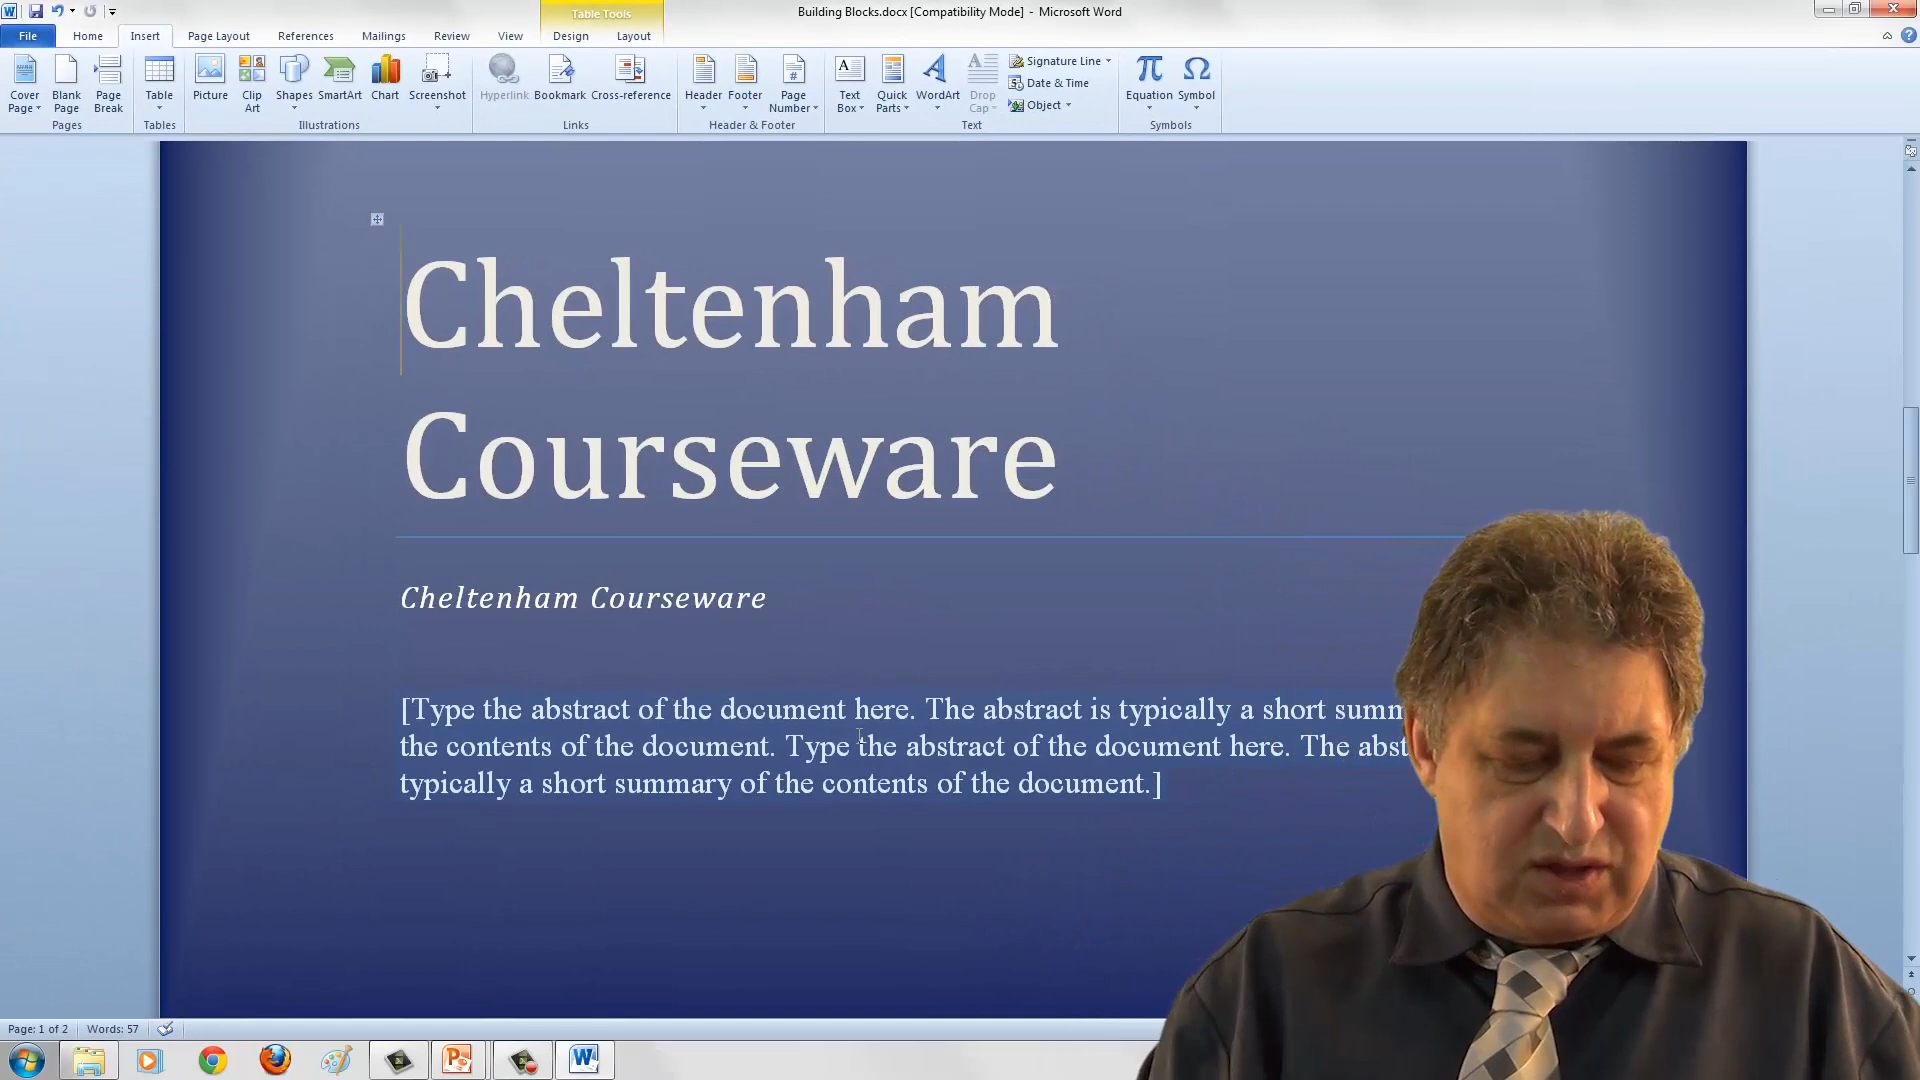 Table Tools
Building Blocks.docx [Compatibility Mode] - Microsoft Word
File Home Insert Page Layout References Mailings Review View Design Layout
Cover Page
Blank Page
Page Break
Table
Picture
Clip Art
Shapes
SmartArt
Chart
Screenshot
Hyperlink
Bookmark
Cross-reference
Header
Footer
Page Number
Text Box
Quick Parts
WordArt
Drop Cap
Signature Line
Date & Time
Object
Equation
Symbol
Pages Tables Illustrations Links Header & Footer Text Symbols
Cheltenham
Courseware
Cheltenham Courseware
[Type the abstract of the document here. The abstract is typically a short summ
the contents of the document. Type the abstract of the document here. The abst
typically a short summary of the contents of the document.]
Page: 1 of 2 Words: 57